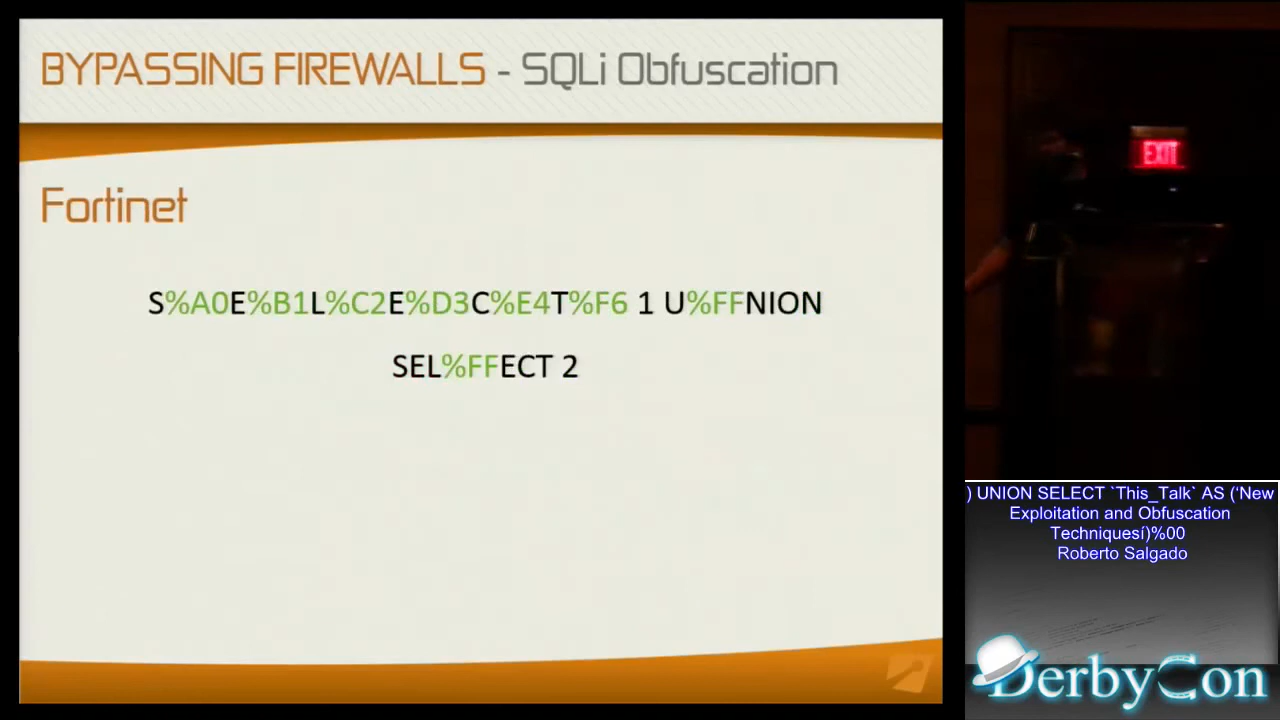 BYPASSING FIREWALLS - SQLi Obfuscation
Fortinet
S%A0E%B1L%C2E%D3C%E4T%F6 1 U%FFNION
SEL%FFECT 2
EXIT
) UNION SELECT `This_Talk` AS (‘New
Exploitation and Obfuscation
Techniquesí)%00
Roberto Salgado
DerbyCon